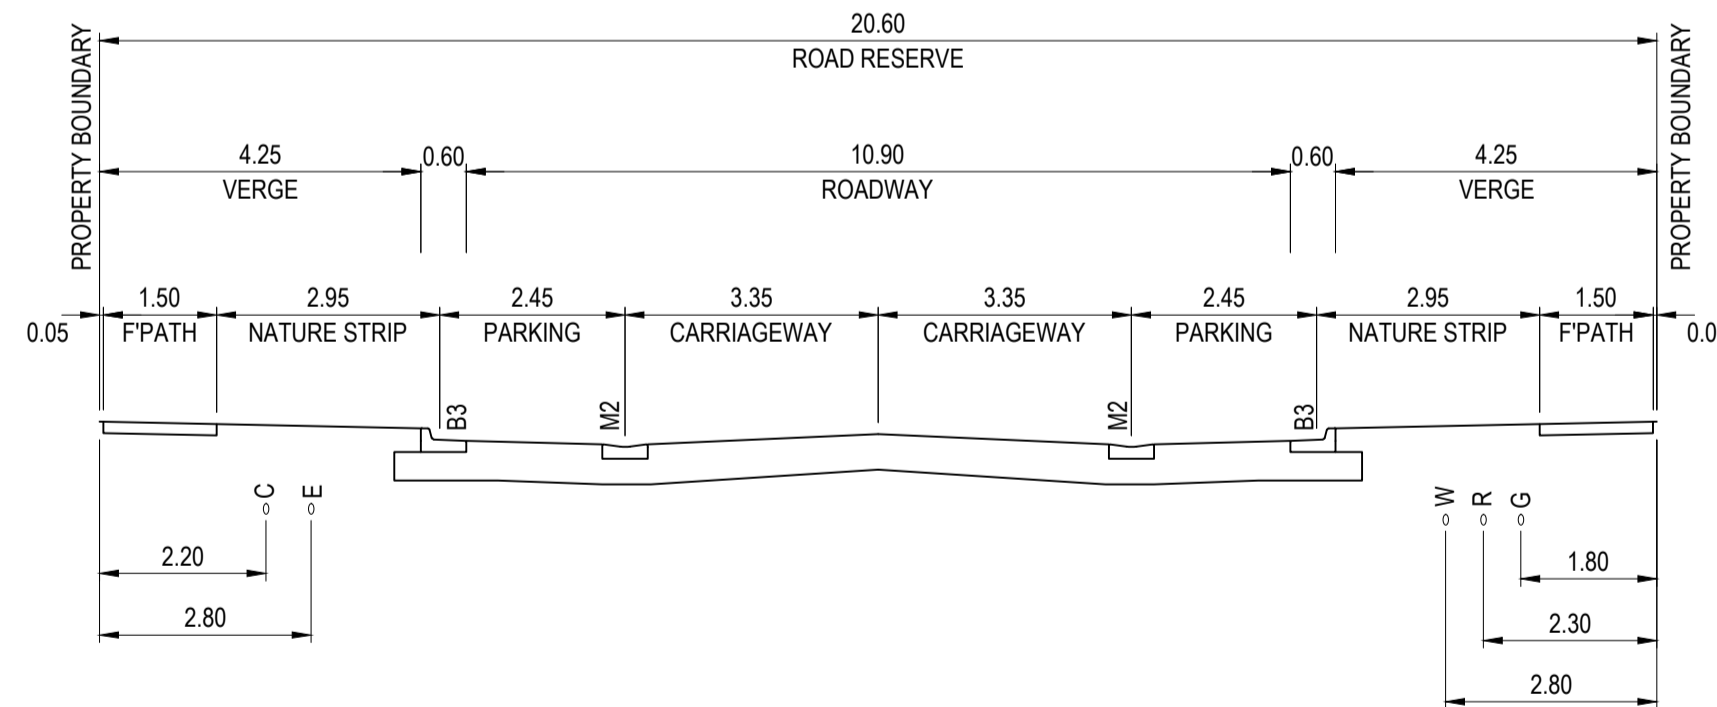 20.60
ROAD RESERVE
PROPERTY BOUNDARY
PROPERTY BOUNDARY
4.25
0.60
10.90
0.60
4.25
VERGE
ROADWAY
VERGE
1.50
2.95
2.45
3.35
3.35
2.45
2.95
1.50
0.05
F'PATH
NATURE STRIP
PARKING
CARRIAGEWAY
CARRIAGEWAY
PARKING
NATURE STRIP
F'PATH
0.0
B3
M2
M2
B3
C
E
W
R
G
2.20
1.80
2.80
2.30
2.80